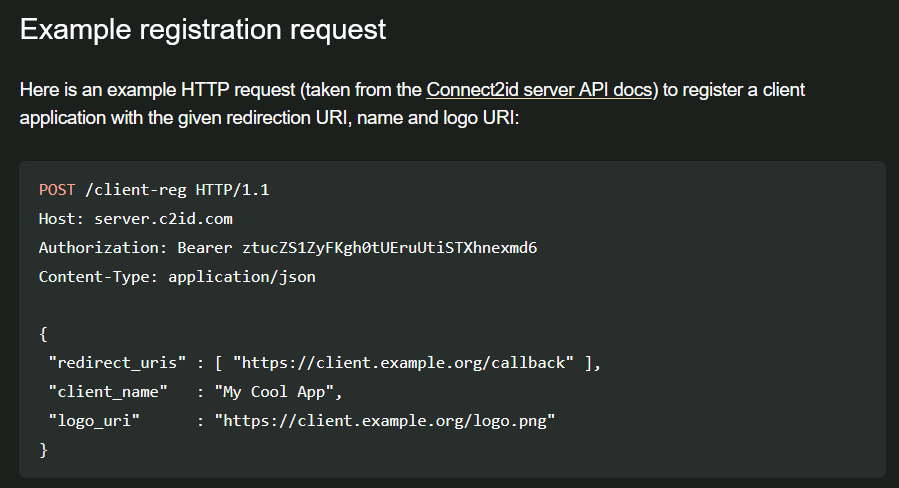 Example registration request
Here is an example HTTP request (taken from the Connect2id server API docs) to register a client
application with the given redirection URI, name and logo URI:
POST /client-reg HTTP/1.1
Host: server.c2id.com
Authorization: Bearer ztucZS1ZyFKgh0tUEruUtiSTXhnexmd6
Content-Type: application/json
{
"redirect_uris" : [ "https://client.example.org/callback" ],
"client_name"   : "My Cool App",
"logo_uri"      : "https://client.example.org/logo.png"
}